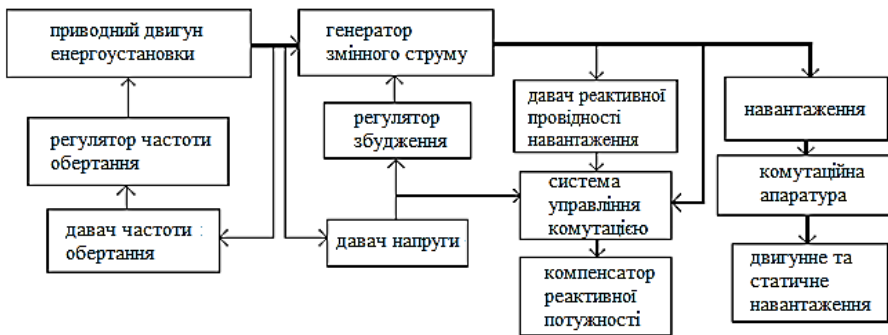 приводний двигун
енергоустановки
генератор
змінного струму
регулятор частоти
обертання
регулятор
збудження
давач реактивної
провідності
навантаження
навантаження
комутаційна
апаратура
система
управління
комутацією
давач частоти :
обертання
давач напруги
двигунне та
статичне
навантаження
компенсатор
реактивної
потужності